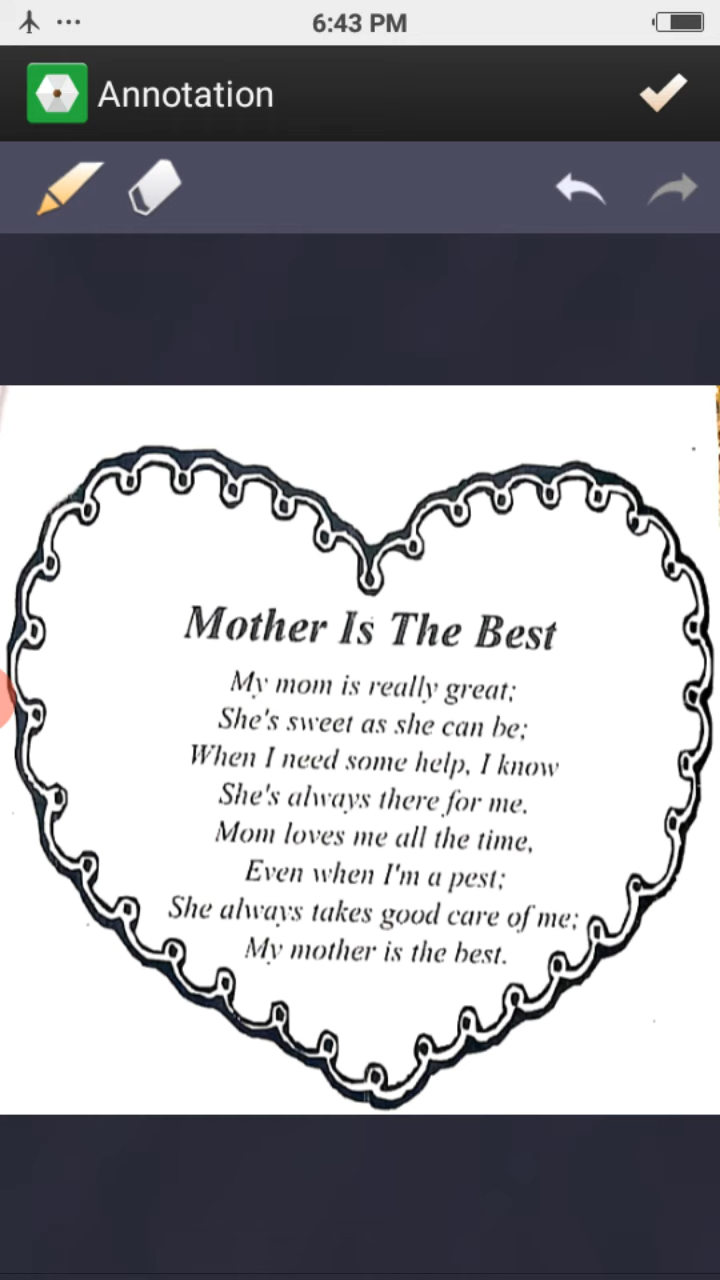 6:43 PM
Annotation
Mother Is The Best
My mom is really great;
She's sweet as she can be;
When I need some help, I know
She's always there for me.
Mom loves me all the time,
Even when I'm a pest;
She always takes good care of me;
My mother is the best.